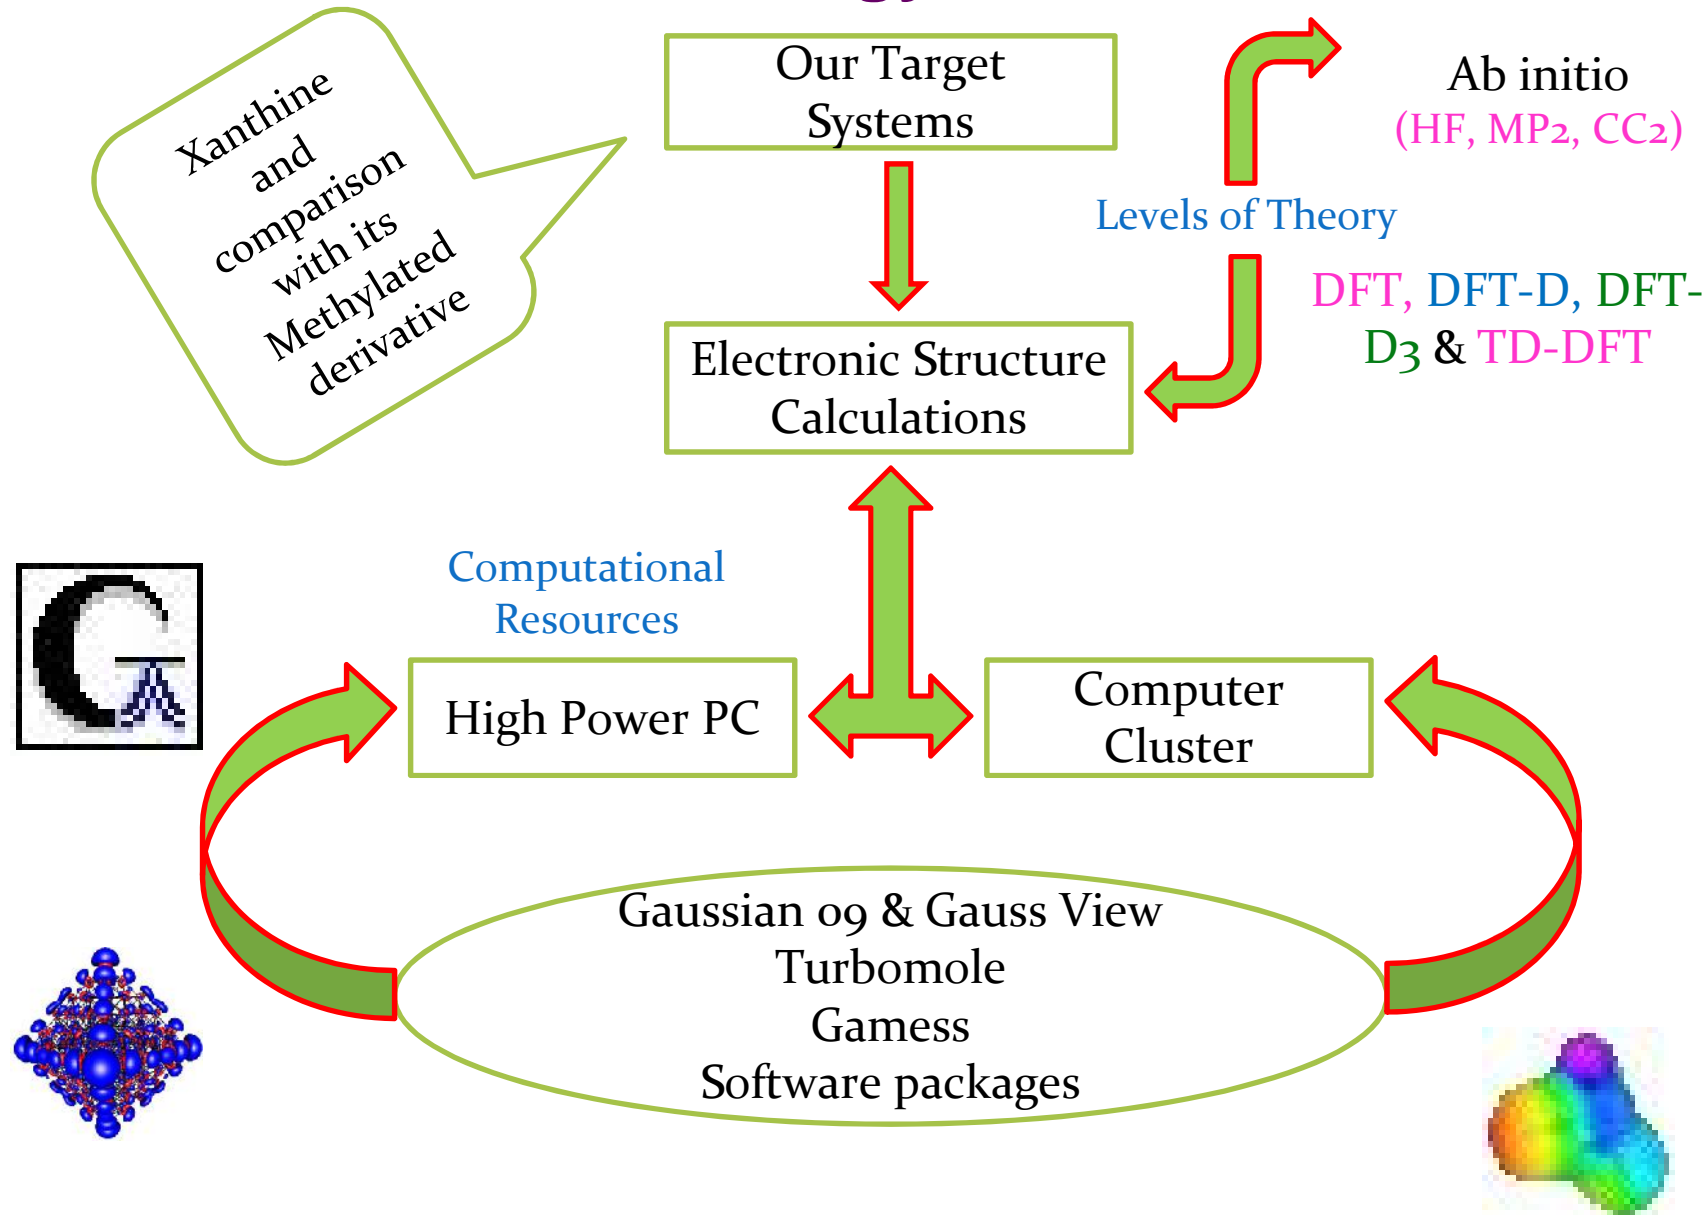 Our Target
Systems
Xanthine
and
comparison
with its
Methylated
derivative
Ab initio
(HF, MP2, CC2)
Levels of Theory
DFT, DFT-D, DFT-
D3 & TD-DFT
Electronic Structure
Calculations
Computational
Resources
High Power PC
Computer
Cluster
Gaussian 09 & Gauss View
Turbomole
Gamess
Software packages